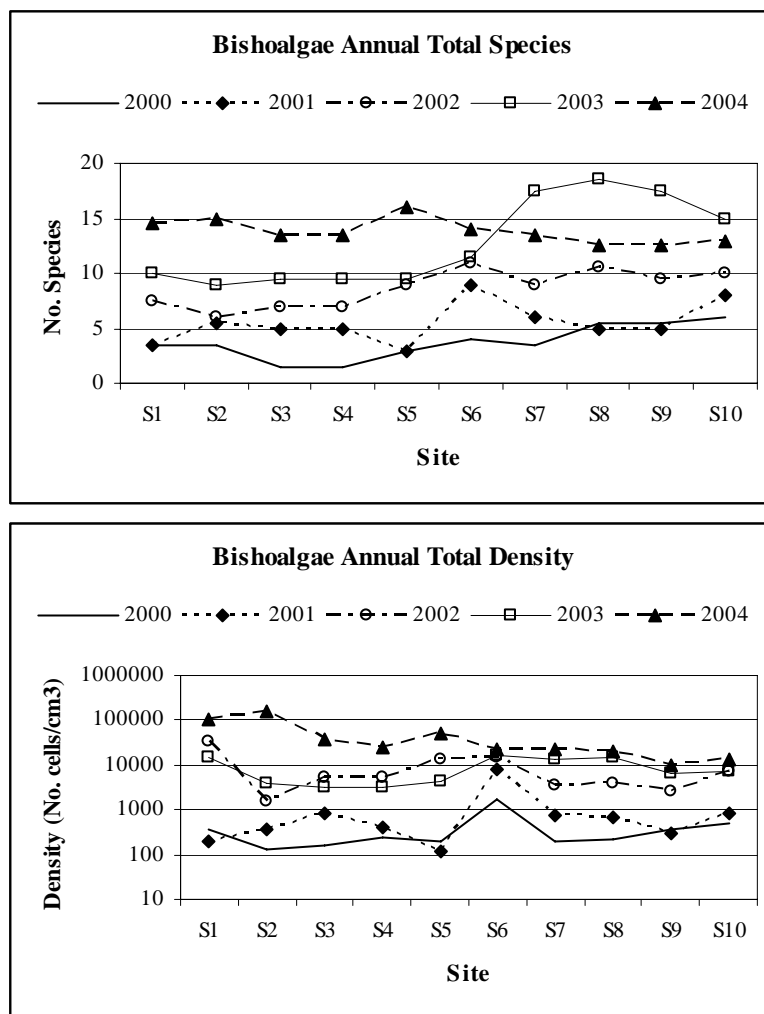 Bishoalgae Annual Total Species
2000 2001 2002 2003 2004
20
15
10
5
0
No. Species
S1 S2 S3 S4 S5 S6 S7 S8 S9 S10
Site
Bishoalgae Annual Total Density
2000 2001 2002 2003 2004
1000000
100000
10000
1000
100
10
Density (No. cells/cm3)
S1 S2 S3 S4 S5 S6 S7 S8 S9 S10
Site